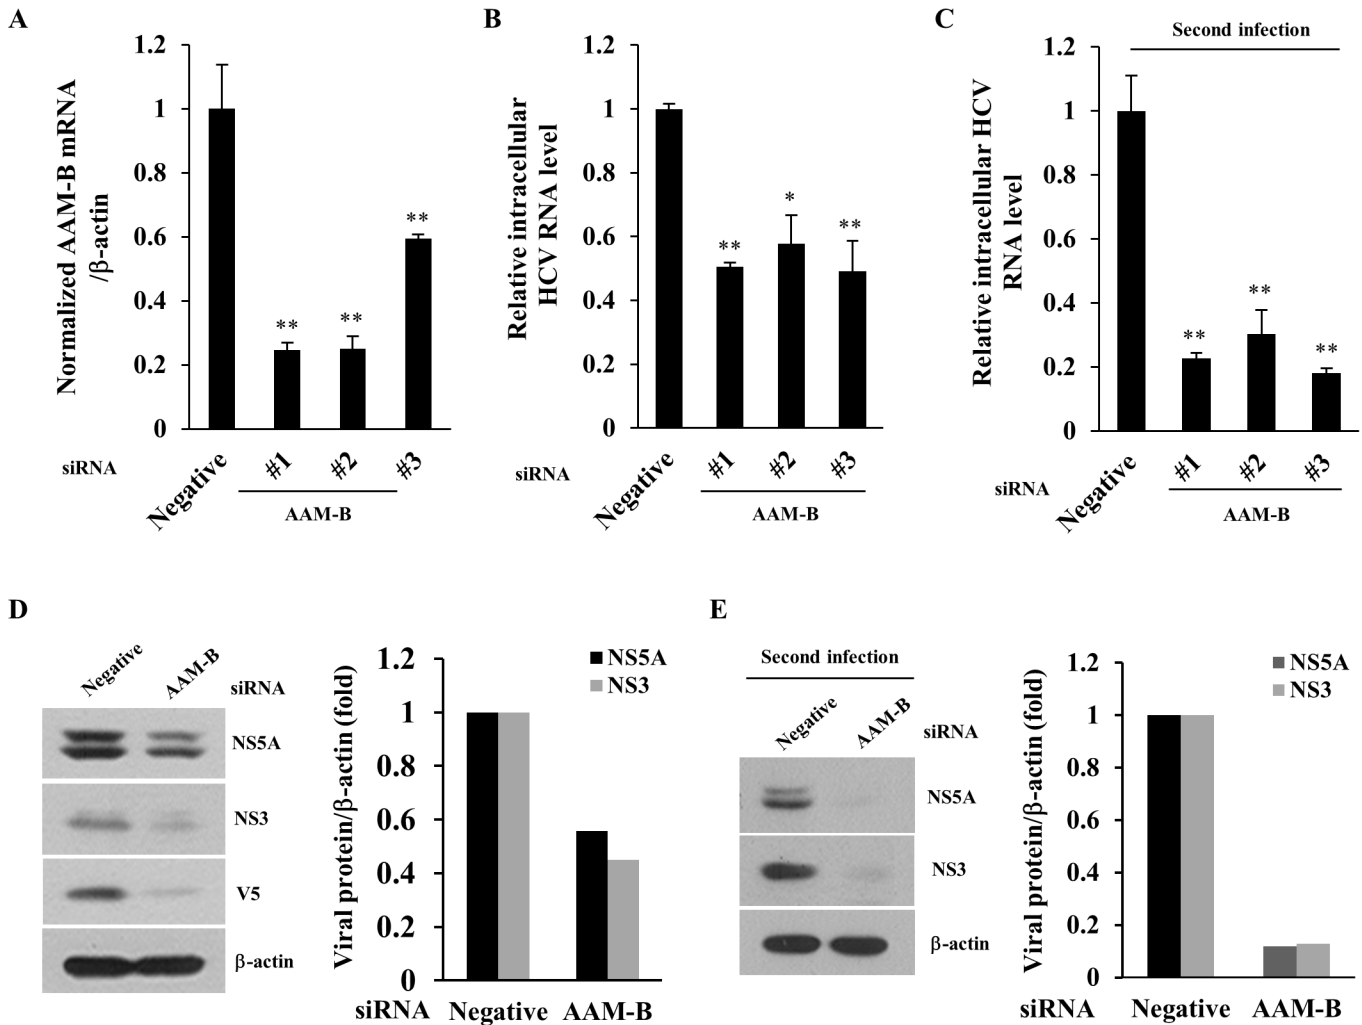 A
Normalized AAM-B mRNA
/β-actin
1.2
1
0.8
0.6
0.4
0.2
0
**
**
**
siRNA
Negative
#1
#2
#3
AAM-B
B
Relative intracellular
HCV RNA level
1.2
1
0.8
0.6
0.4
0.2
0
**
*
**
siRNA
Negative
#1
#2
#3
AAM-B
C
Second infection
Relative intracellular HCV
RNA level
1.2
1
0.8
0.6
0.4
0.2
0
**
**
**
siRNA
Negative
#1
#2
#3
AAM-B
D
Negative
AAM-B
siRNA
NS5A
NS3
V5
β-actin
Viral protein/β-actin (fold)
1.2
1
0.8
0.6
0.4
0.2
0
NS5A
NS3
siRNA
Negative
AAM-B
E
Second infection
Negative
AAM-B
siRNA
NS5A
NS3
β-actin
Viral protein/β-actin (fold)
1.2
1
0.8
0.6
0.4
0.2
0
NS5A
NS3
siRNA
Negative
AAM-B